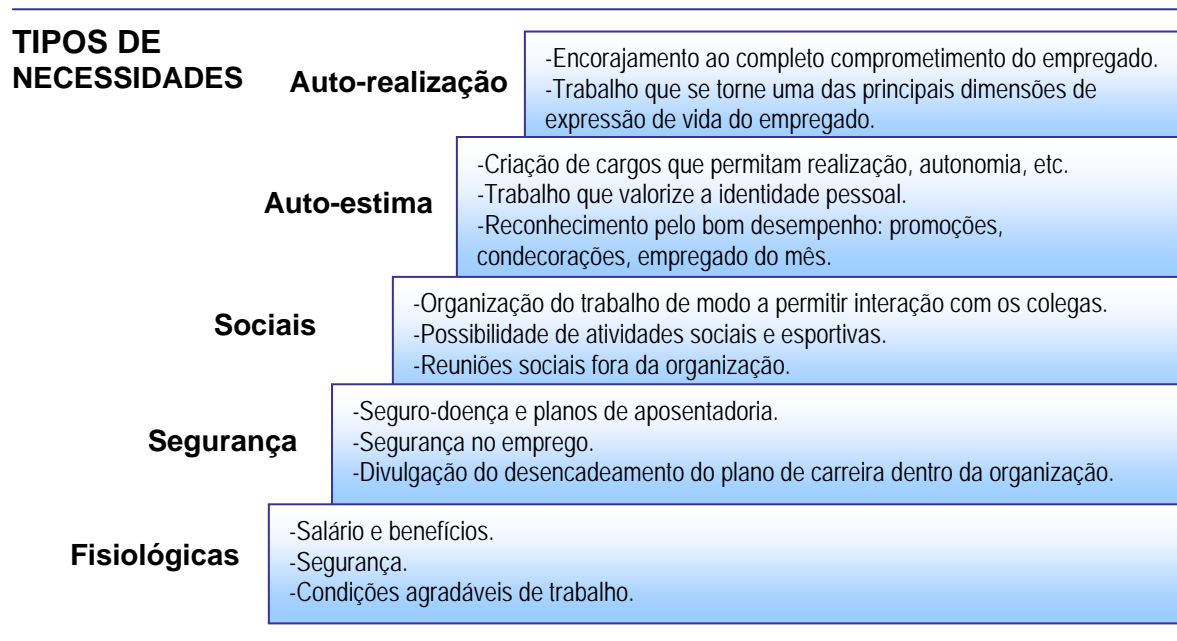 TIPOS DE
NECESSIDADES
Auto-realização
-Encorajamento ao completo comprometimento do empregado.
-Trabalho que se torne uma das principais dimensões de
expressão de vida do empregado.
Auto-estima
-Criação de cargos que permitam realização, autonomia, etc.
-Trabalho que valorize a identidade pessoal.
-Reconhecimento pelo bom desempenho: promoções,
condecorações, empregado do mês.
Sociais
-Organização do trabalho de modo a permitir interação com os colegas.
-Possibilidade de atividades sociais e esportivas.
-Reuniões sociais fora da organização.
Segurança
-Seguro-doença e planos de aposentadoria.
-Segurança no emprego.
-Divulgação do desencadeamento do plano de carreira dentro da organização.
Fisiológicas
-Salário e benefícios.
-Segurança.
-Condições agradáveis de trabalho.